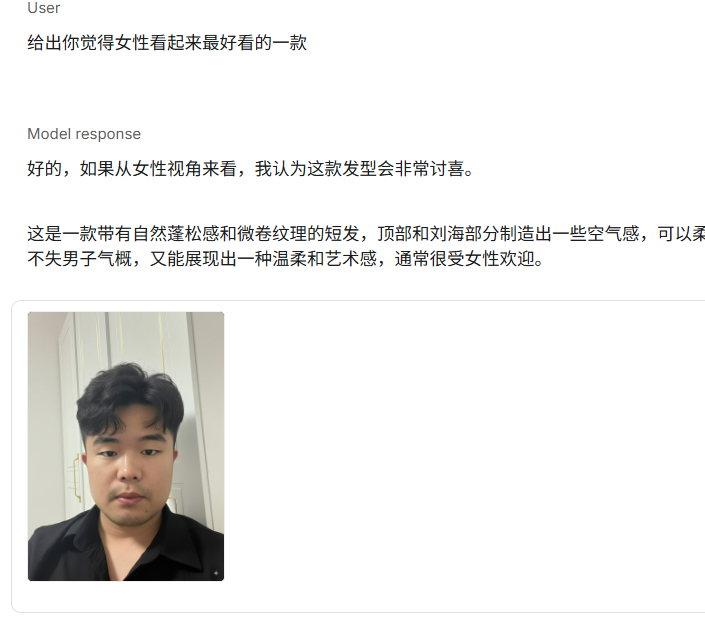 User
给出你觉得女性看起来最好看的一款
Model response
好的，如果从女性视角来看，我认为这款发型会非常讨喜。
这是一款带有自然蓬松感和微卷纹理的短发，顶部和刘海部分制造出一些空气感，可以柔
不失男子气概，又能展现出一种温柔和艺术感，通常很受女性欢迎。